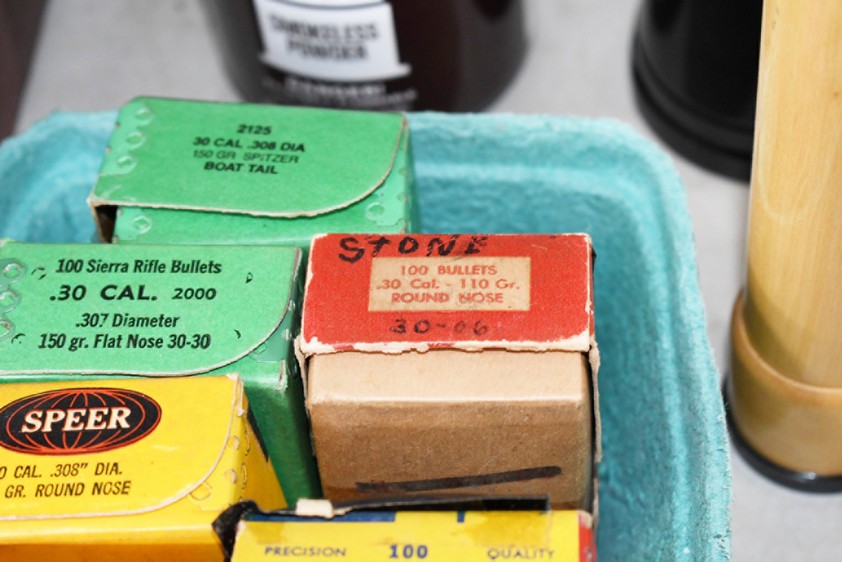 SMOKELESS
POWDER
2125
30 CAL .308 DIA
150 GR SPITZER
BOAT TAIL
STONE
100 BULLETS
.30 Cal. - 110 Gr.
ROUND NOSE
30-06
100 Sierra Rifle Bullets
.30 CAL. 2000
.307 Diameter
150 gr. Flat Nose 30-30
SPEER
CAL. .308" DIA.
GR. ROUND NOSE
PRECISION 100 QUALITY